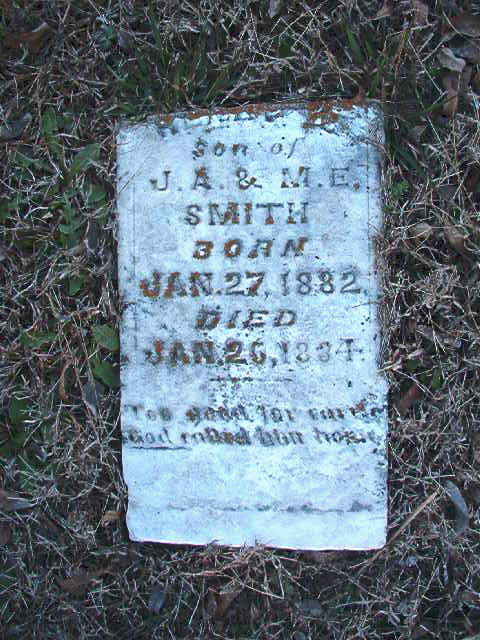 son of
J. A. & M. E.
SMITH
BORN
JAN. 27, 1882
DIED
JAN. 26, 1884
Too good for earth
God called him home